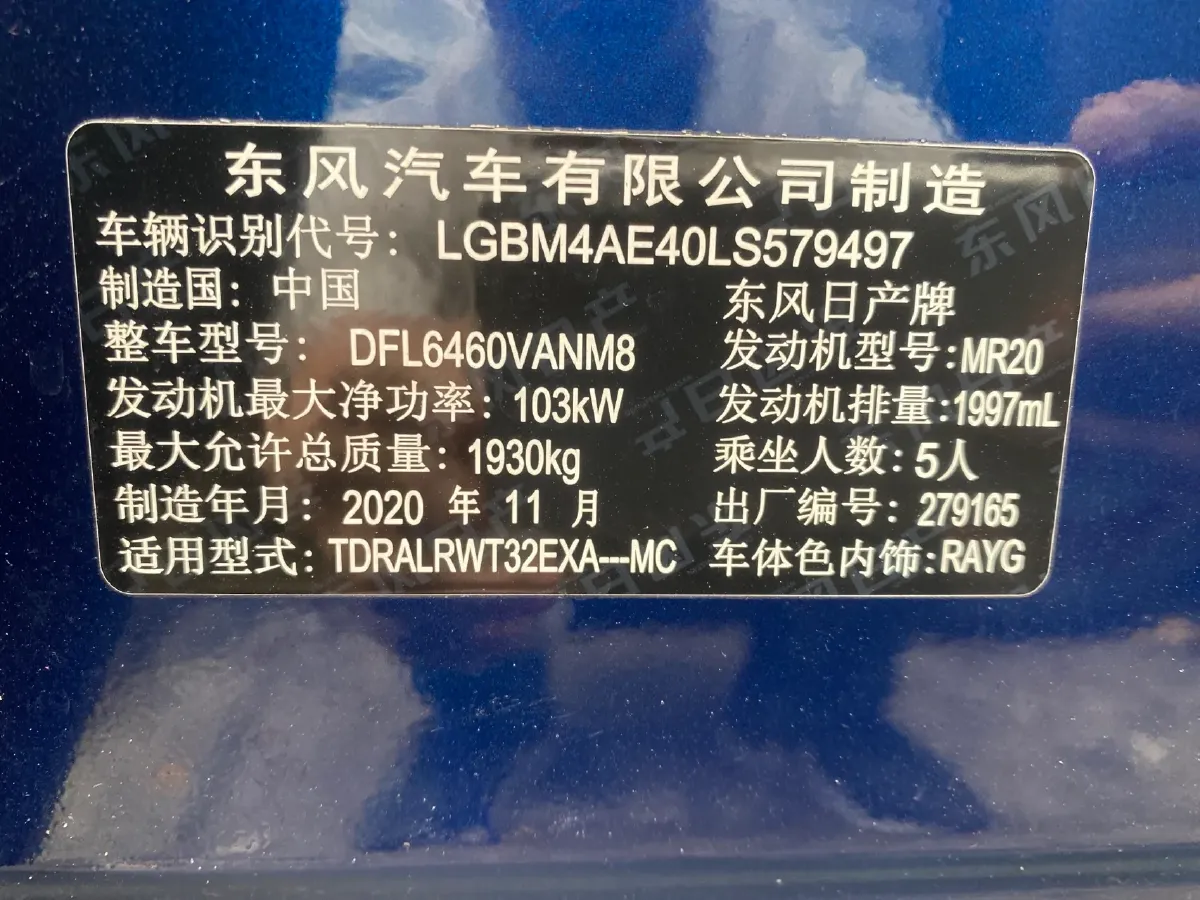 东风汽车有限公司制造
车辆识别代号：LGBM4AE40LS579497
制造国：中国 东风日产牌
整车型号：DFL6460VANM8 发动机型号:MR20
发动机最大净功率：103kW 发动机排量:1997mL
最大允许总质量：1930kg 乘坐人数：5人
制造年月：2020 年 11 月 出厂编号：279165
适用型式：TDRALRWT32EXA---MC 车体色内饰:RAYG